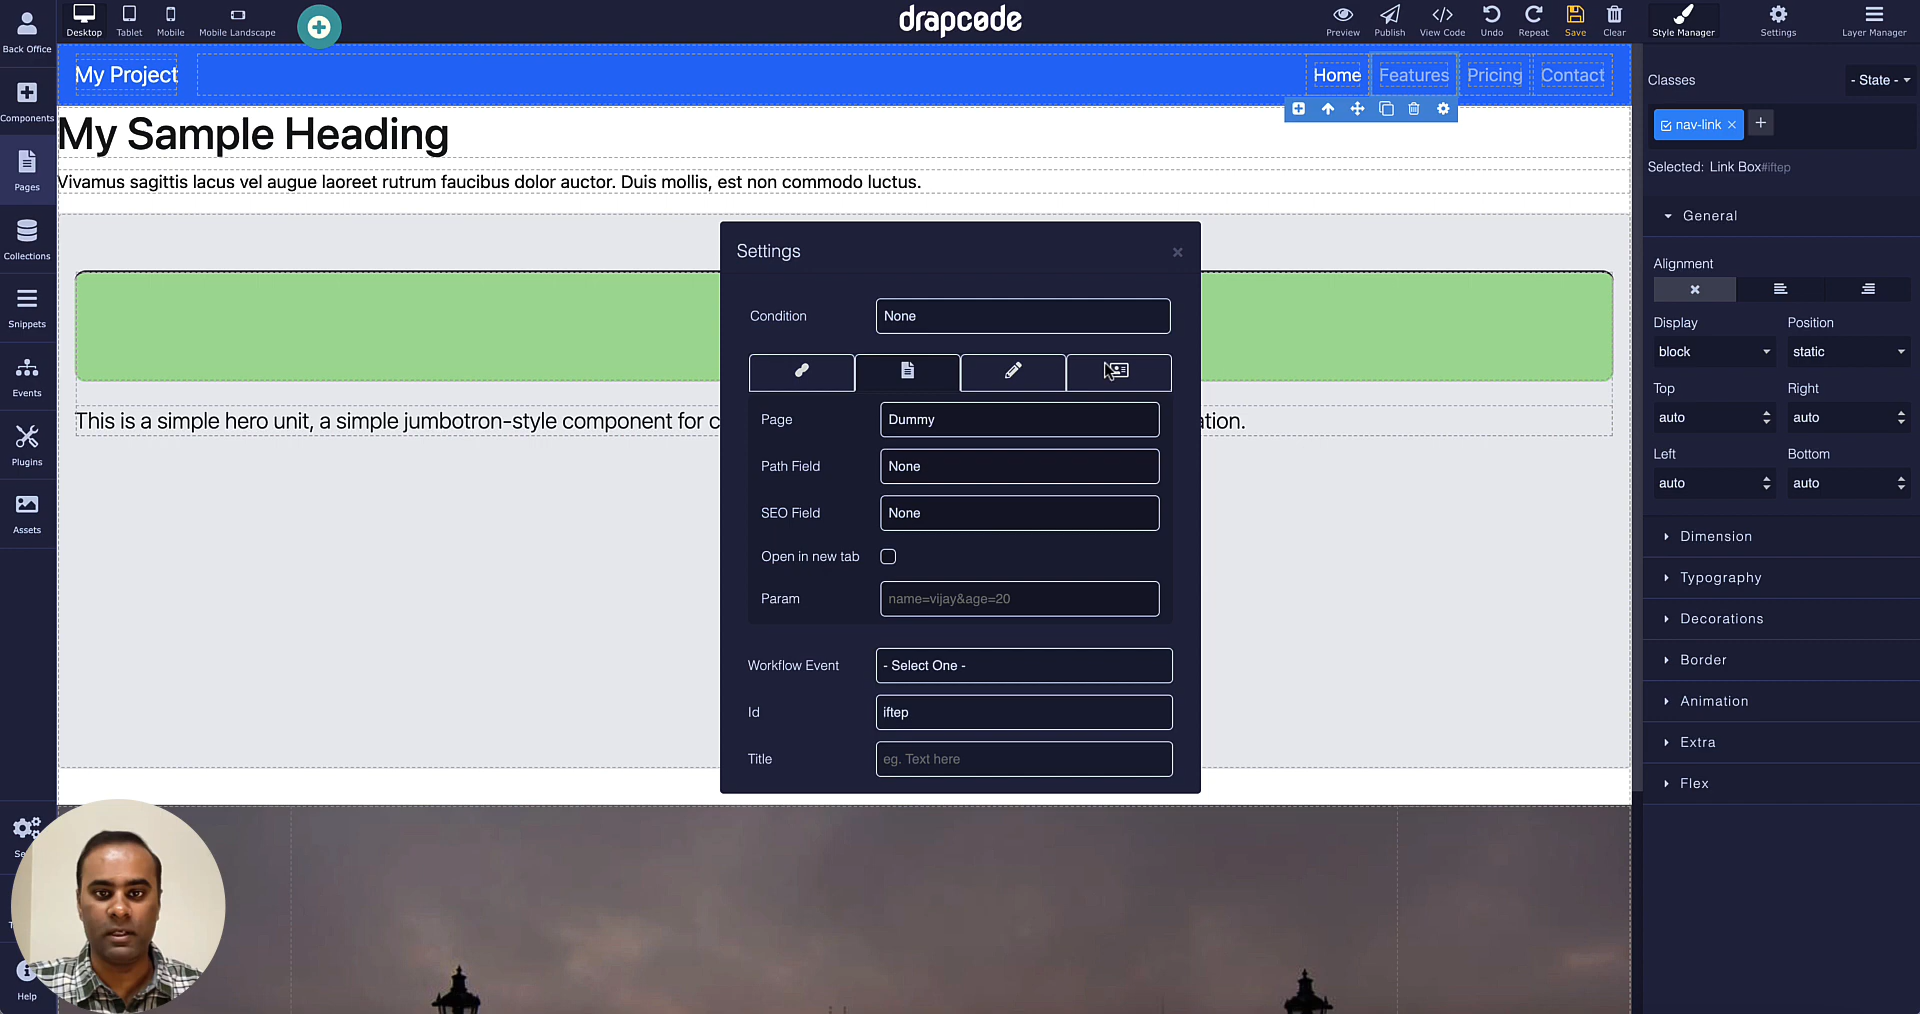 Back Office
Desktop
Tablet
Mobile
Mobile Landscape
drapcode
Preview
Publish
View Code
Undo
Repeat
Save
Clear
Style Manager
Settings
Layer Manager
Components
Pages
Collections
Snippets
Events
Plugins
Assets
Help
My Project
Home
Features
Pricing
Contact
My Sample Heading
Vivamus sagittis lacus vel augue laoreet rutrum faucibus dolor auctor. Duis mollis, est non commodo luctus.
This is a simple hero unit, a simple jumbotron-style component for c
tion.
Settings
Condition
None
Page
Dummy
Path Field
None
SEO Field
None
Open in new tab
Param
name=vijay&age=20
Workflow Event
- Select One -
Id
iftep
Title
eg. Text here
Classes
- State -
nav-link
Selected: Link Box#iftep
General
Alignment
Display
Position
block
static
Top
Right
auto
auto
Left
Bottom
auto
auto
Dimension
Typography
Decorations
Border
Animation
Extra
Flex